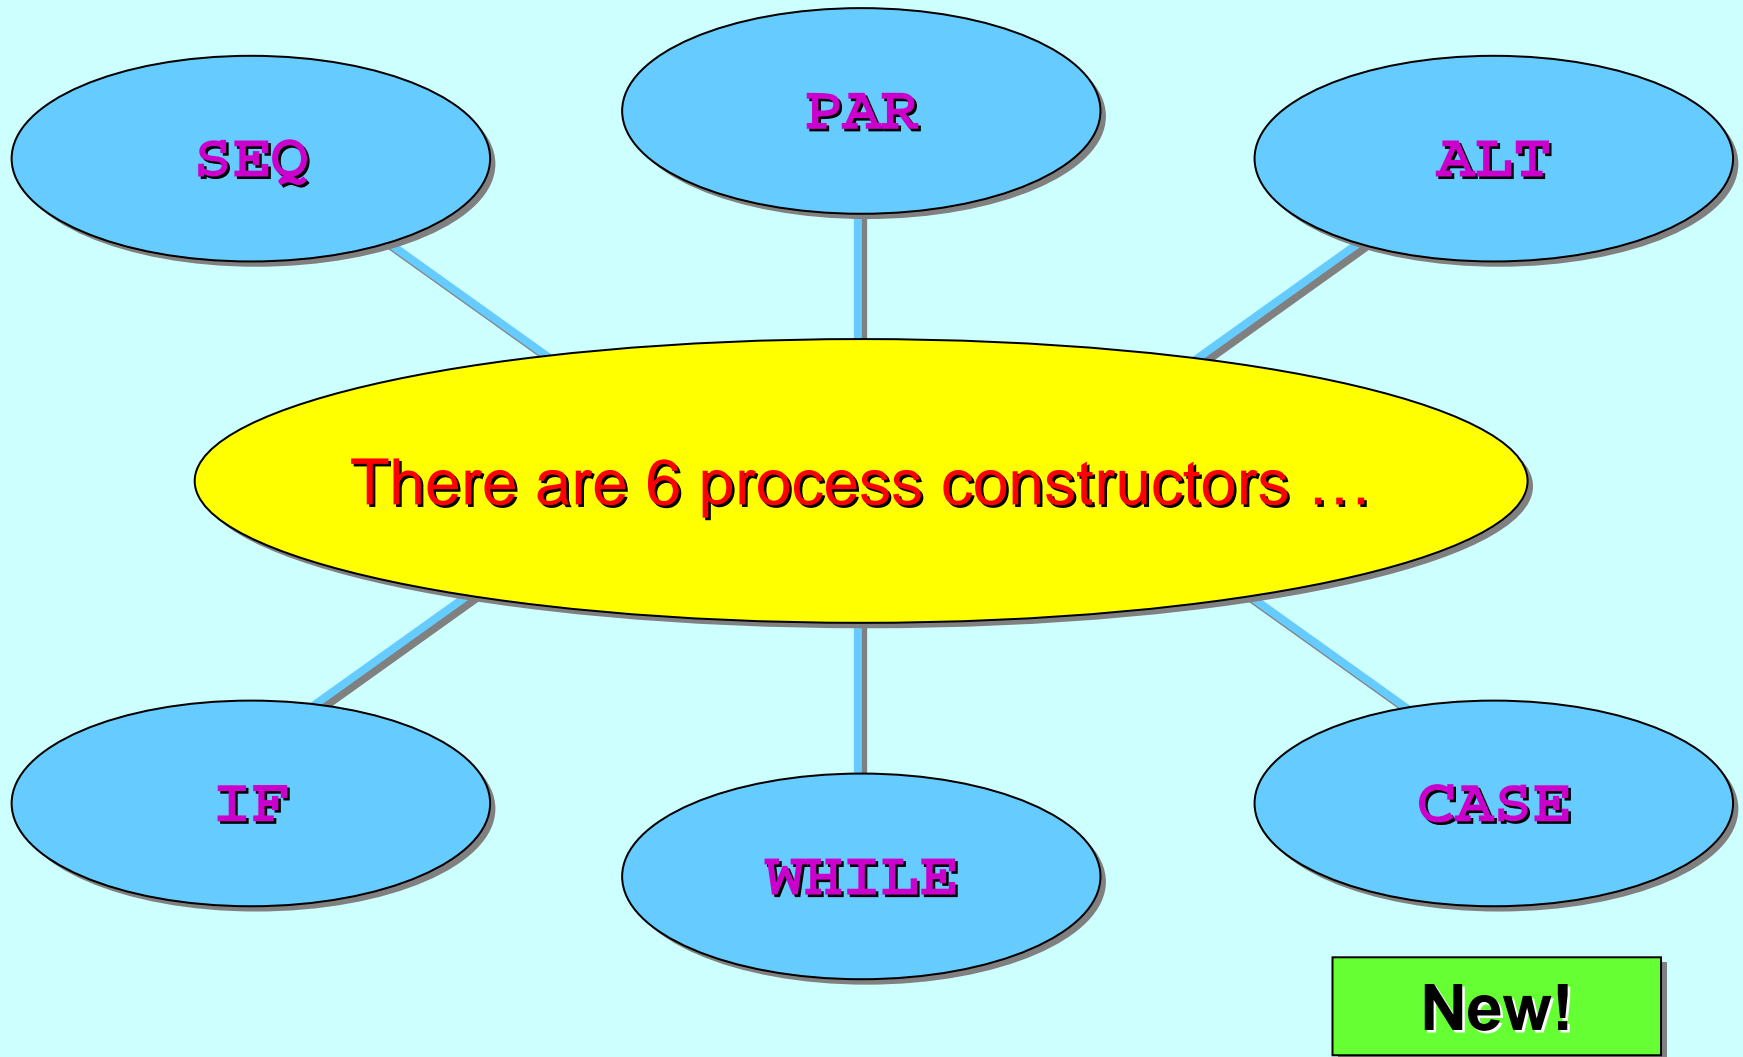 PAR
SEQ
ALT
There are 6 process constructors …
IF
CASE
WHILE
New!